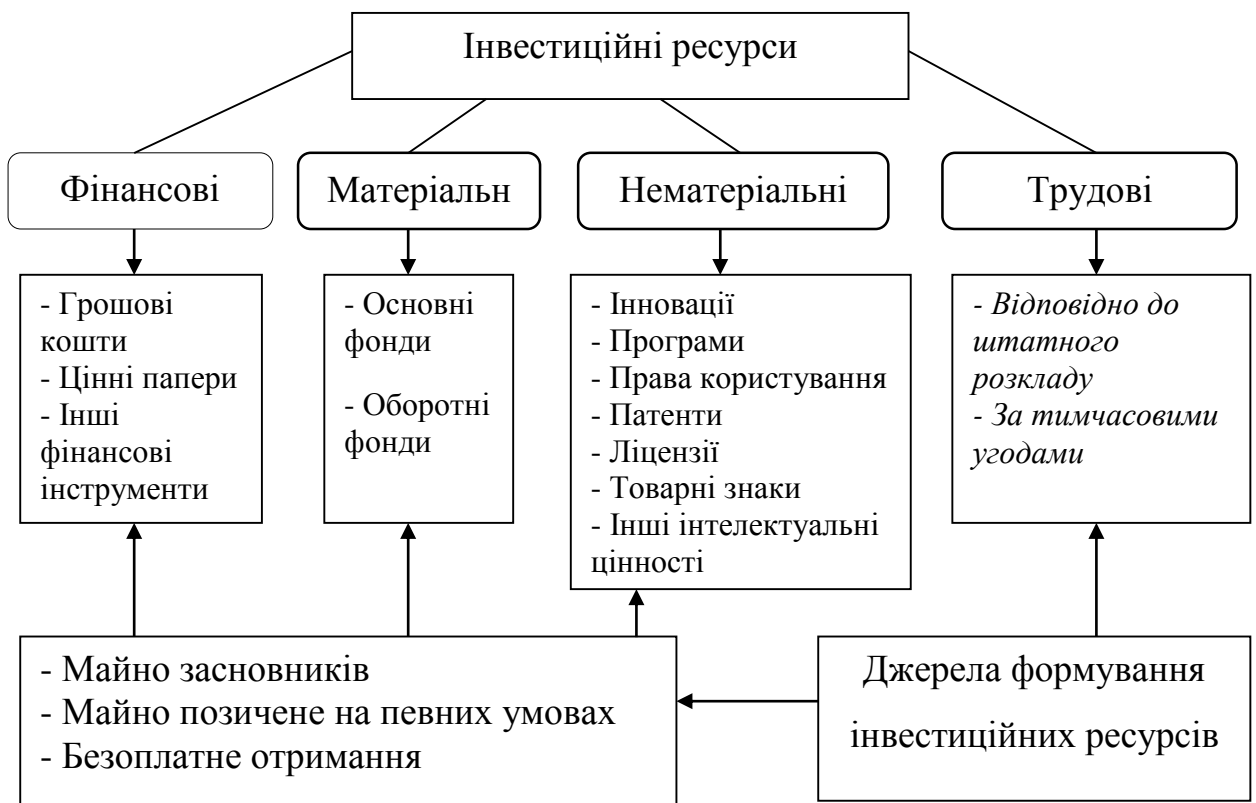 Інвестиційні ресурси
Фінансові
Матеріальн
Нематеріальні
Трудові
- Грошові
кошти
- Цінні папери
- Інші
фінансові
інструменти
- Основні
фонди
- Оборотні
фонди
- Інновації
- Програми
- Права користування
- Патенти
- Ліцензії
- Товарні знаки
- Інші інтелектуальні
цінності
- Відповідно до
штатного
розкладу
- За тимчасовими
угодами
- Майно засновників
- Майно позичене на певних умовах
- Безоплатне отримання
Джерела формування
інвестиційних ресурсів